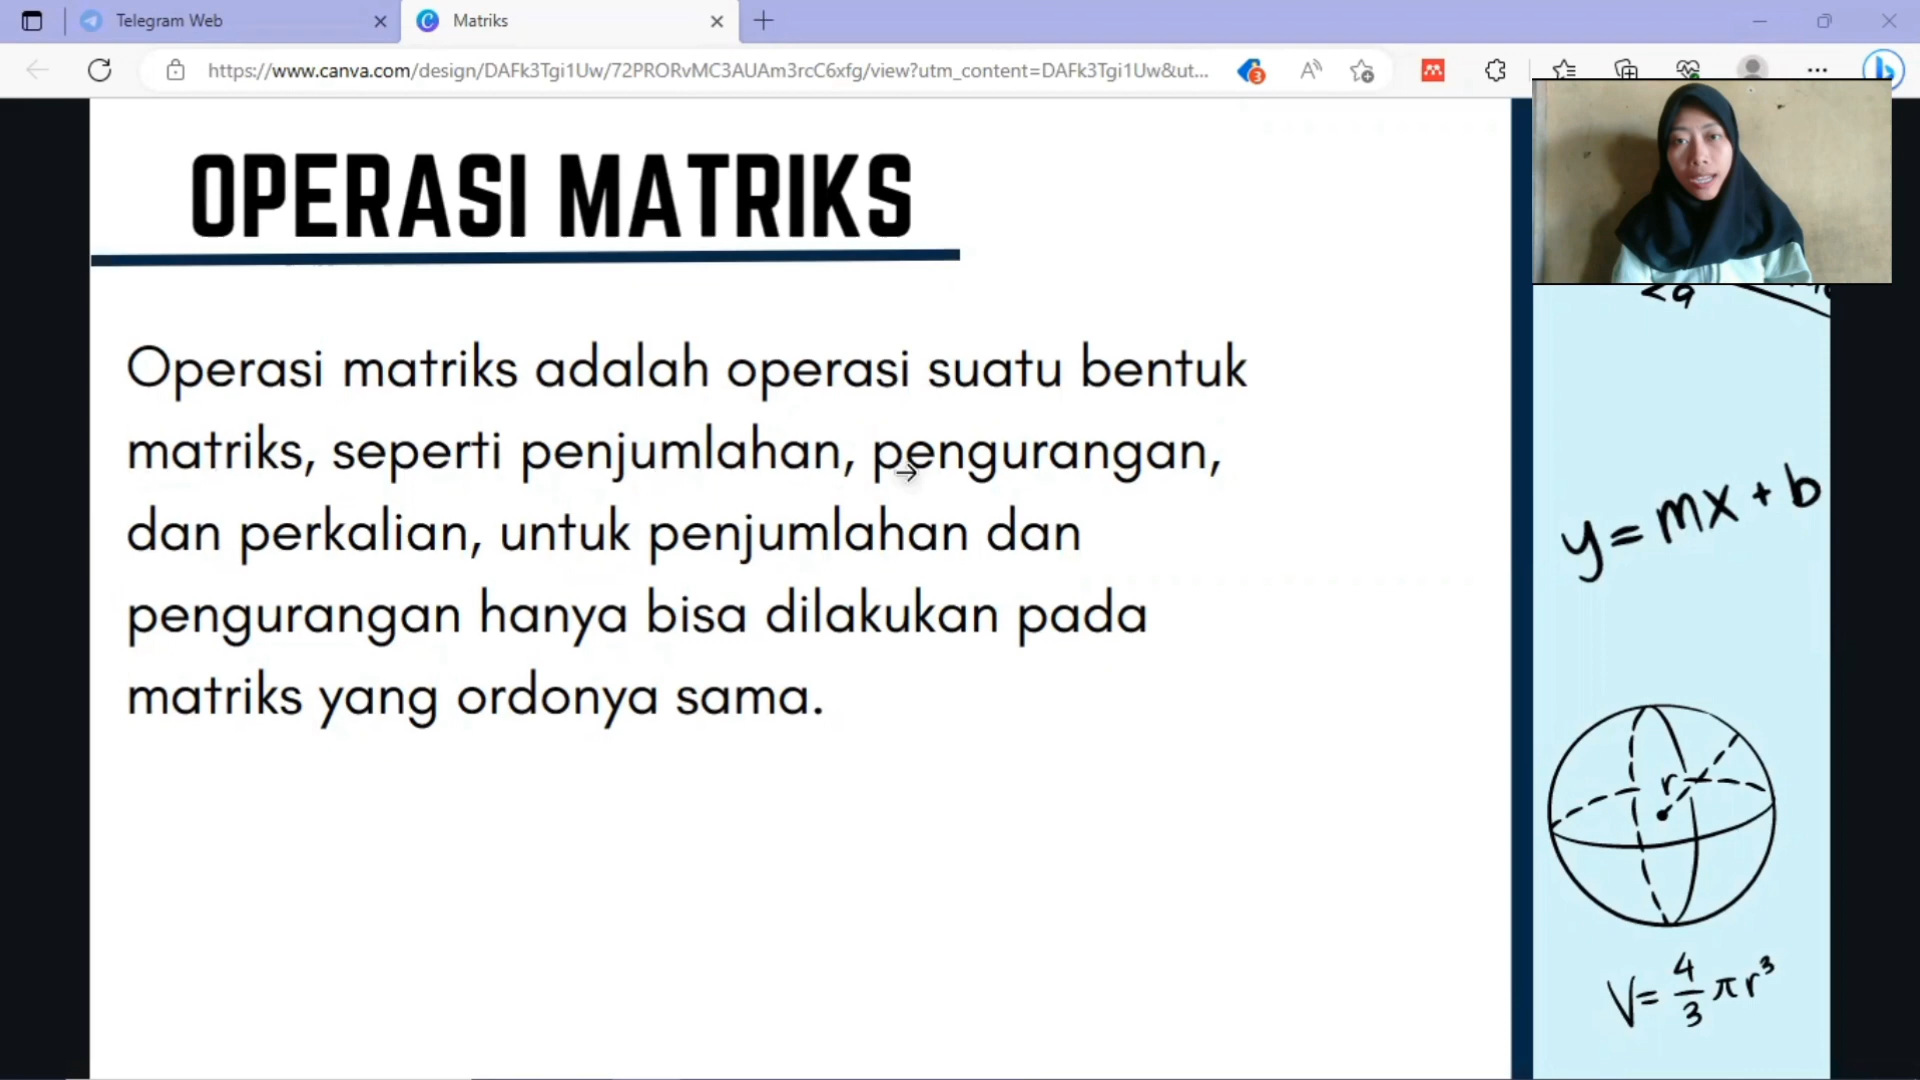 Telegram Web
Matriks
https://www.canva.com/design/DAFk3Tgi1Uw/72PRORvMC3AUAm3rcC6xfg/view?utm_content=DAFk3Tgi1Uw&ut...
3
OPERASI MATRIKS
Operasi matriks adalah operasi suatu bentuk
matriks, seperti penjumlahan, pengurangan,
dan perkalian, untuk penjumlahan dan
pengurangan hanya bisa dilakukan pada
matriks yang ordonya sama.
y = mx + b
r
V = 4/3 πr³